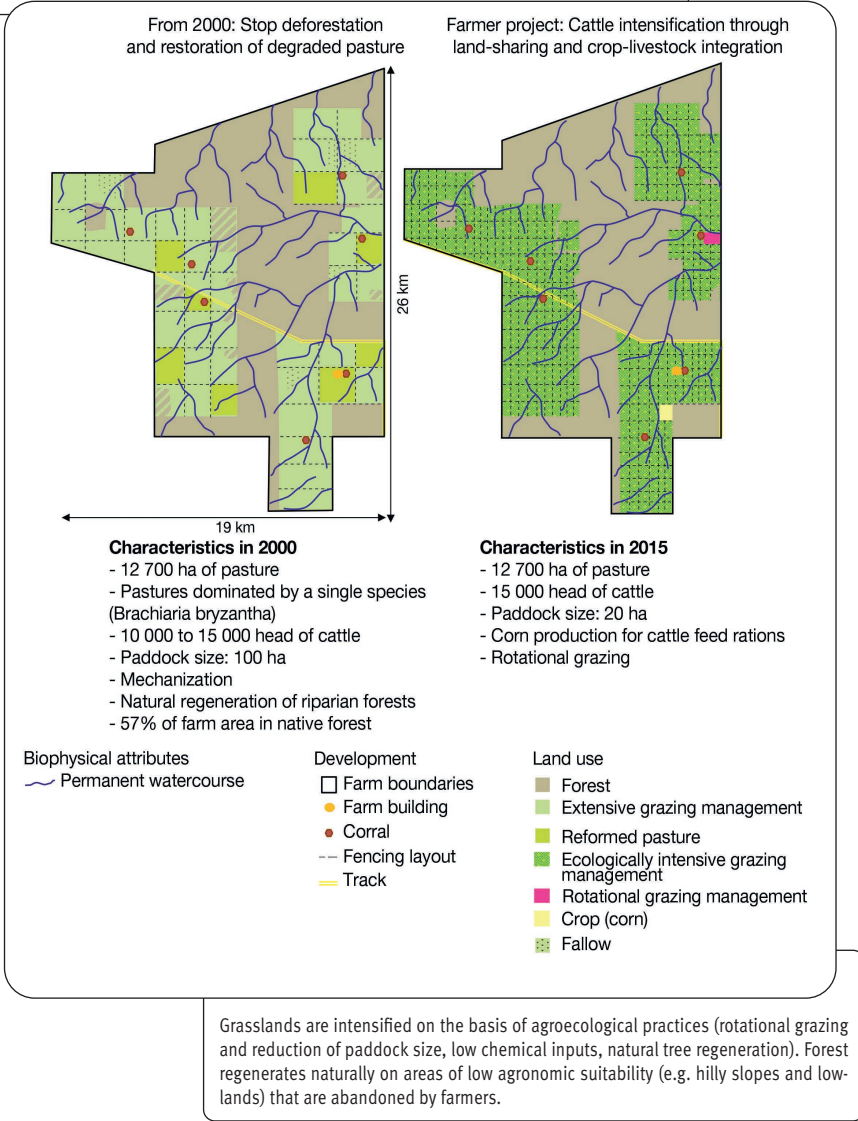 From 2000: Stop deforestation
and restoration of degraded pasture
Farmer project: Cattle intensification through
land-sharing and crop-livestock integration
26 km
19 km
Characteristics in 2000
- 12 700 ha of pasture
- Pastures dominated by a single species
(Brachiaria bryzantha)
- 10 000 to 15 000 head of cattle
- Paddock size: 100 ha
- Mechanization
- Natural regeneration of riparian forests
- 57% of farm area in native forest
Characteristics in 2015
- 12 700 ha of pasture
- 15 000 head of cattle
- Paddock size: 20 ha
- Corn production for cattle feed rations
- Rotational grazing
Biophysical attributes
Permanent watercourse
Development
Farm boundaries
Farm building
Corral
Fencing layout
Track
Land use
Forest
Extensive grazing management
Reformed pasture
Ecologically intensive grazing
management
Rotational grazing management
Crop (corn)
Fallow
Grasslands are intensified on the basis of agroecological practices (rotational grazing
and reduction of paddock size, low chemical inputs, natural tree regeneration). Forest
regenerates naturally on areas of low agronomic suitability (e.g. hilly slopes and low-
lands) that are abandoned by farmers.